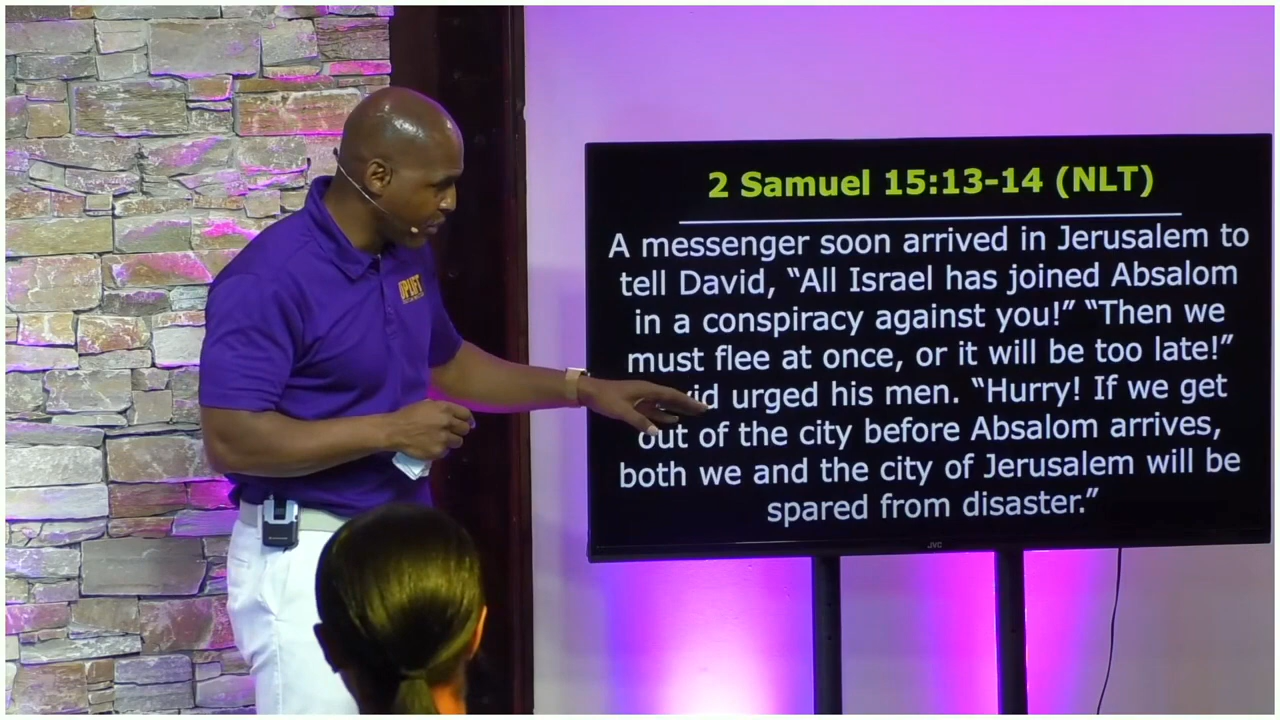 2 Samuel 15:13-14 (NLT)
A messenger soon arrived in Jerusalem to
tell David, “All Israel has joined Absalom
in a conspiracy against you!” “Then we
must flee at once, or it will be too late!”
urged his men. “Hurry! If we get
out of the city before Absalom arrives,
both we and the city of Jerusalem will be
spared from disaster.”
UPLIFT
JVC